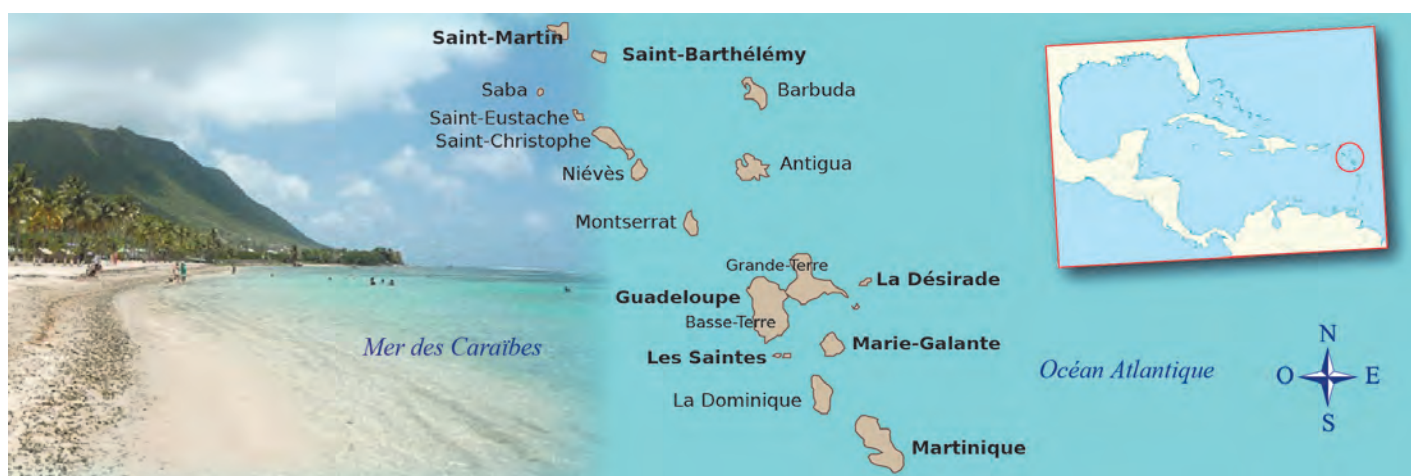 Saint-Martin
Saint-Barthélémy
Saba
Barbuda
Saint-Eustache
Saint-Christophe
Niévès
Antigua
Montserrat
Grande-Terre
La Désirade
Guadeloupe
Basse-Terre
Mer des Caraïbes
Les Saintes
Marie-Galante
La Dominique
Martinique
Océan Atlantique
N
O
E
S